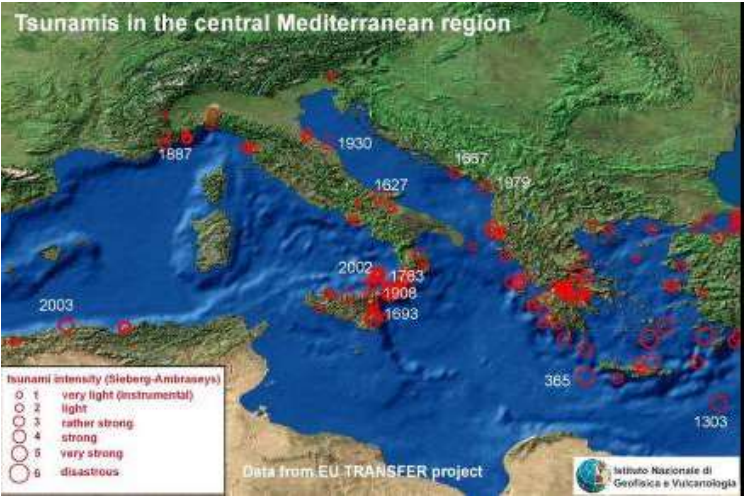 Tsunamis in the central Mediterranean region
1930
1887
1667
1979
1627
2002
1783
1908
2003
1693
365
1303
Tsunami intensity (Sieberg-Ambraseys)
1 very light (instrumental)
2 light
3 rather strong
4 strong
5 very strong
6 disastrous
Data from EU TRANSFER project
Istituto Nazionale di
Geofisica e Vulcanologia